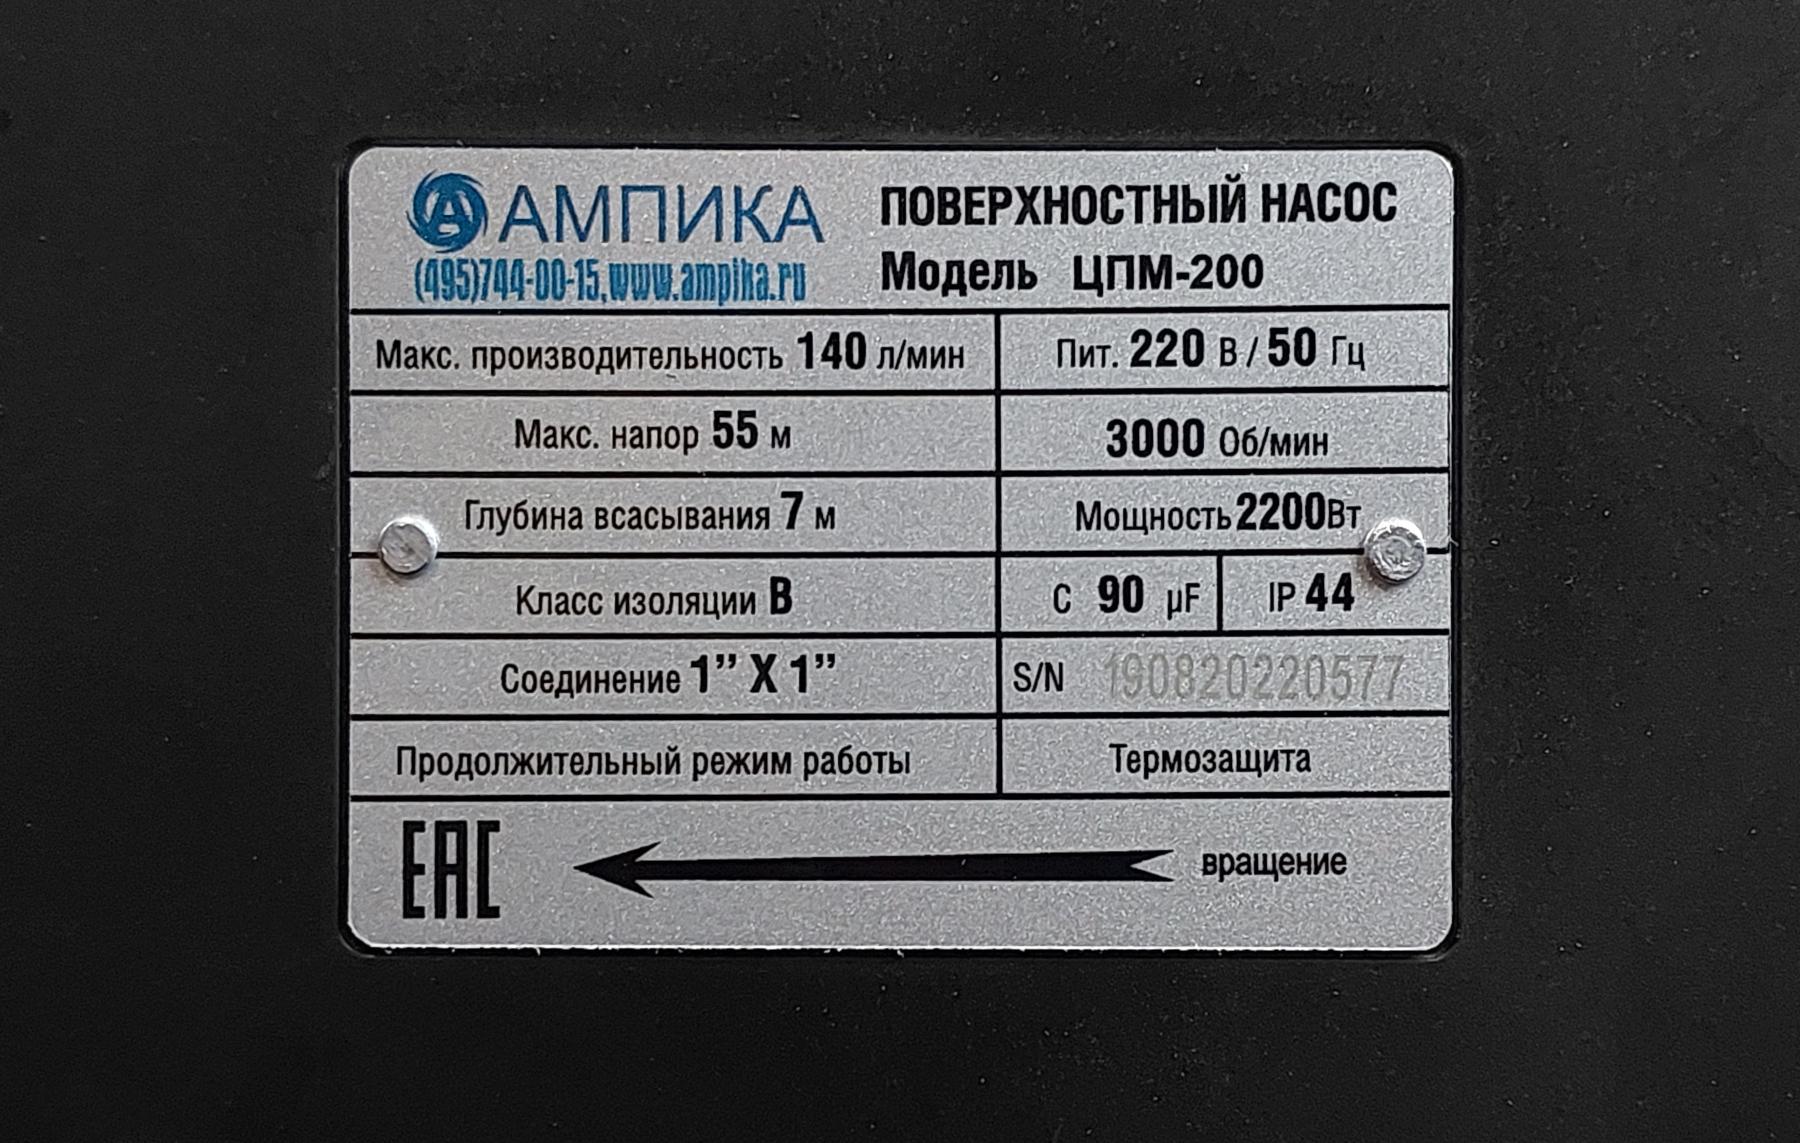 АМПИКА
(495)744-00-15,www.ampika.ru
ПОВЕРХНОСТНЫЙ НАСОС
Модель ЦПМ-200
Макс. производительность 140 л/мин
Пит. 220 В / 50 Гц
Макс. напор 55 м
3000 Об/мин
Глубина всасывания 7 м
Мощность 2200Вт
Класс изоляции В
С 90 µF
IP 44
Соединение 1” X 1”
S/N 190820220577
Продолжительный режим работы
Термозащита
ЕАС
вращение